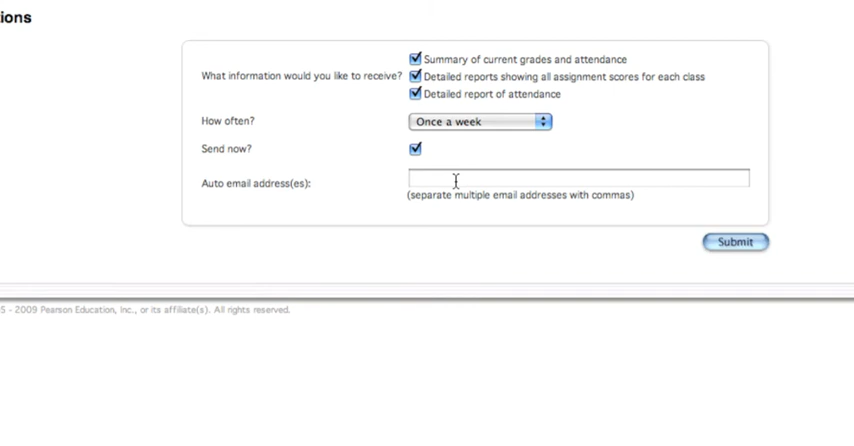 ions
Summary of current grades and attendance
What information would you like to receive?
Detailed reports showing all assignment scores for each class
Detailed report of attendance
How often?
Once a week
Send now?
Auto email address(es):
(separate multiple email addresses with commas)
Submit
5 - 2009 Pearson Education, Inc., or its affiliate(s). All rights reserved.